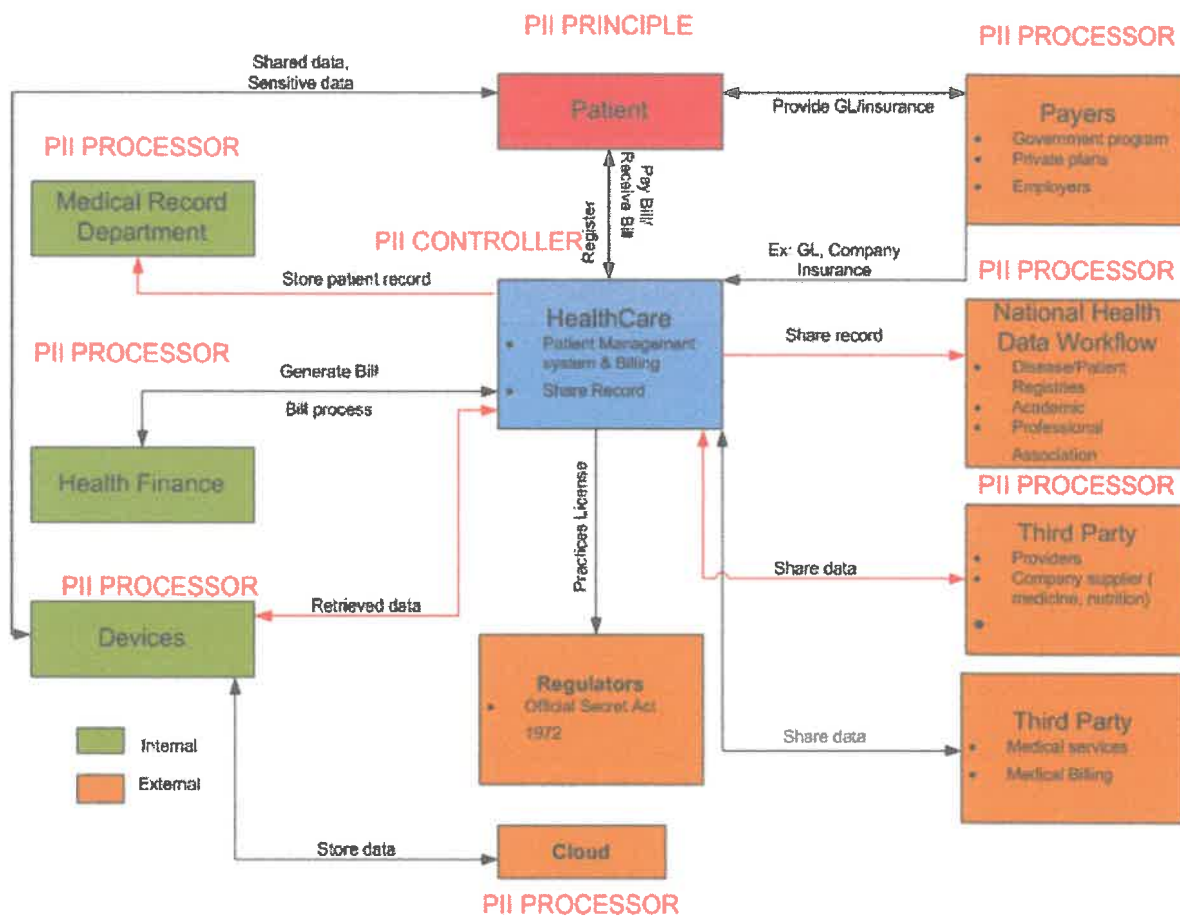 PII PRINCIPLE
PII PROCESSOR
Shared data,
Sensitive data
Patient
Provide GL/insurance
Payers
• Government program
• Private plans
• Employers
PII PROCESSOR
Medical Record
Department
Register
Receive Bill
Pay Bill/
PII CONTROLLER
Ex: GL, Company
Insurance
Store patient record
PII PROCESSOR
HealthCare
• Patient Management
system & Billing
• Share Record
Share record
National Health
Data Workflow
• Disease/Patient
Registries
• Academic
• Professional
Association
PII PROCESSOR
Generate Bill
Bill process
Health Finance
Practices License
PII PROCESSOR
Third Party
• Providers
• Company supplier (
medicine, nutrition)
•
Share data
PII PROCESSOR
Retrieved data
Devices
Regulators
• Official Secret Act
1972
Third Party
• Medical services
• Medical Billing
Share data
Internal
External
Store data
Cloud
PII PROCESSOR